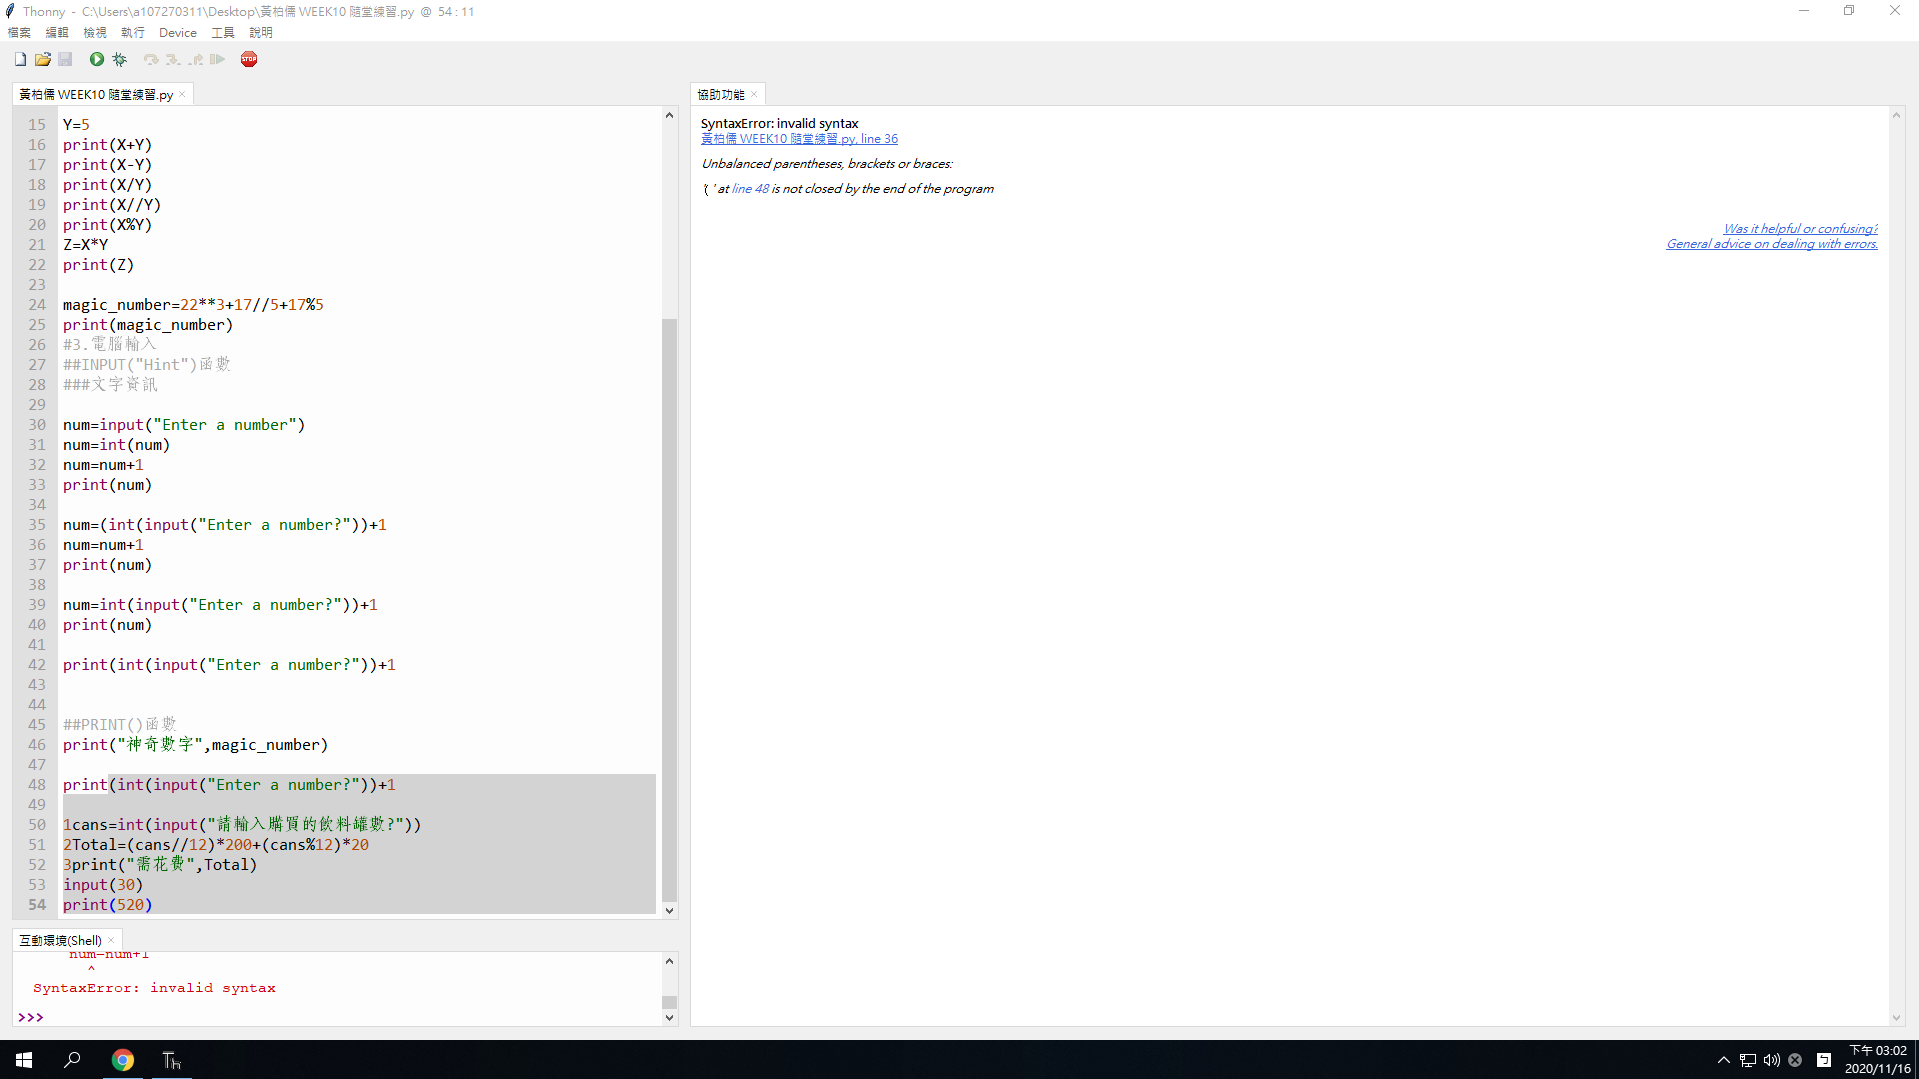 Thonny - C:\Users\a107270311\Desktop\黃柏儒 WEEK10 隨堂練習.py @ 54 : 11
檔案 編輯 檢視 執行 Device 工具 說明
STOP
黃柏儒 WEEK10 隨堂練習.py ×
15 Y=5
16 print(X+Y)
17 print(X-Y)
18 print(X/Y)
19 print(X//Y)
20 print(X%Y)
21 Z=X*Y
22 print(Z)
23
24 magic_number=22**3+17//5+17%5
25 print(magic_number)
26 #3.電腦輸入
27 ##INPUT("Hint")函數
28 ###文字資訊
29
30 num=input("Enter a number")
31 num=int(num)
32 num=num+1
33 print(num)
34
35 num=(int(input("Enter a number?"))+1
36 num=num+1
37 print(num)
38
39 num=int(input("Enter a number?"))+1
40 print(num)
41
42 print(int(input("Enter a number?"))+1
43
44
45 ##PRINT()函數
46 print("神奇數字",magic_number)
47
48 print(int(input("Enter a number?"))+1
49
50 1cans=int(input("請輸入購買的飲料罐數?"))
51 2Total=(cans//12)*200+(cans%12)*20
52 3print("需花費",Total)
53 input(30)
54 print(520)
互動環境(Shell) ×
num=num+1
^
SyntaxError: invalid syntax
>>>
協助功能 ×
SyntaxError: invalid syntax
黃柏儒 WEEK10 隨堂練習.py, line 36
Unbalanced parentheses, brackets or braces:
'( ' at line 48 is not closed by the end of the program
Was it helpful or confusing?
General advice on dealing with errors.
Th
ㄅ
下午 03:02
2020/11/16